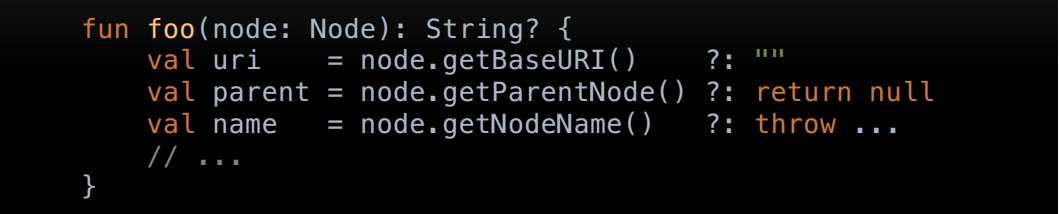 fun foo(node: Node): String? {
    val uri    = node.getBaseURI()    ?: ""
    val parent = node.getParentNode() ?: return null
    val name   = node.getNodeName()   ?: throw ...
    // ...
}